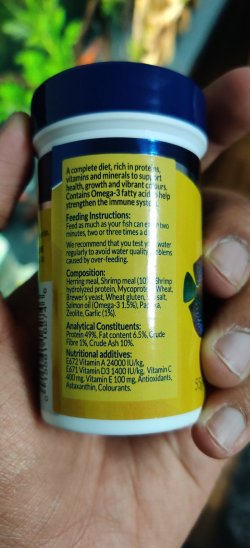 A complete diet, rich in proteins,
vitamins and minerals to support
health, growth and vibrant colours.
Contains Omega-3 fatty acids help
strengthen the immune system.
Feeding Instructions:
Feed as much as your fish can eat
two minutes, two or three times a d
We recommend that you test your water
regularly to avoid water quality problems
caused by over-feeding.
Composition:
Herring meal, Shrimp meal (10% Shrimp
hydrolyzed protein, Mycoprotein, Wheat,
Brewer's yeast, Wheat gluten,
Salmon oil (Omega-3 1,5%), Paprika,
Zeolite, Garlic (1%).
Analytical Constituents:
Protein 49%, Fat content 6.5%, Crude
Fibre 1%, Crude Ash 10%.
Nutritional additives:
E672 Vitamin A 24000 IU/kg,
E671 Vitamin D3 1400 IU/kg, Vitamin C
400 mg, Vitamin E 100 mg, Antioxidants,
Astaxanthin, Colourants.